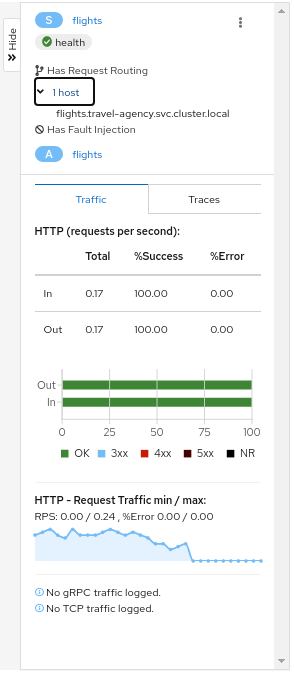 Hide
S flights
health
Has Request Routing
1 host
flights.travel-agency.svc.cluster.local
Has Fault Injection
A flights
Traffic Traces
HTTP (requests per second):
Total %Success %Error
In 0.17 100.00 0.00
Out 0.17 100.00 0.00
Out
In
0 25 50 75 100
OK 3xx 4xx 5xx NR
HTTP - Request Traffic min / max:
RPS: 0.00 / 0.24 , %Error 0.00 / 0.00
No gRPC traffic logged.
No TCP traffic logged.